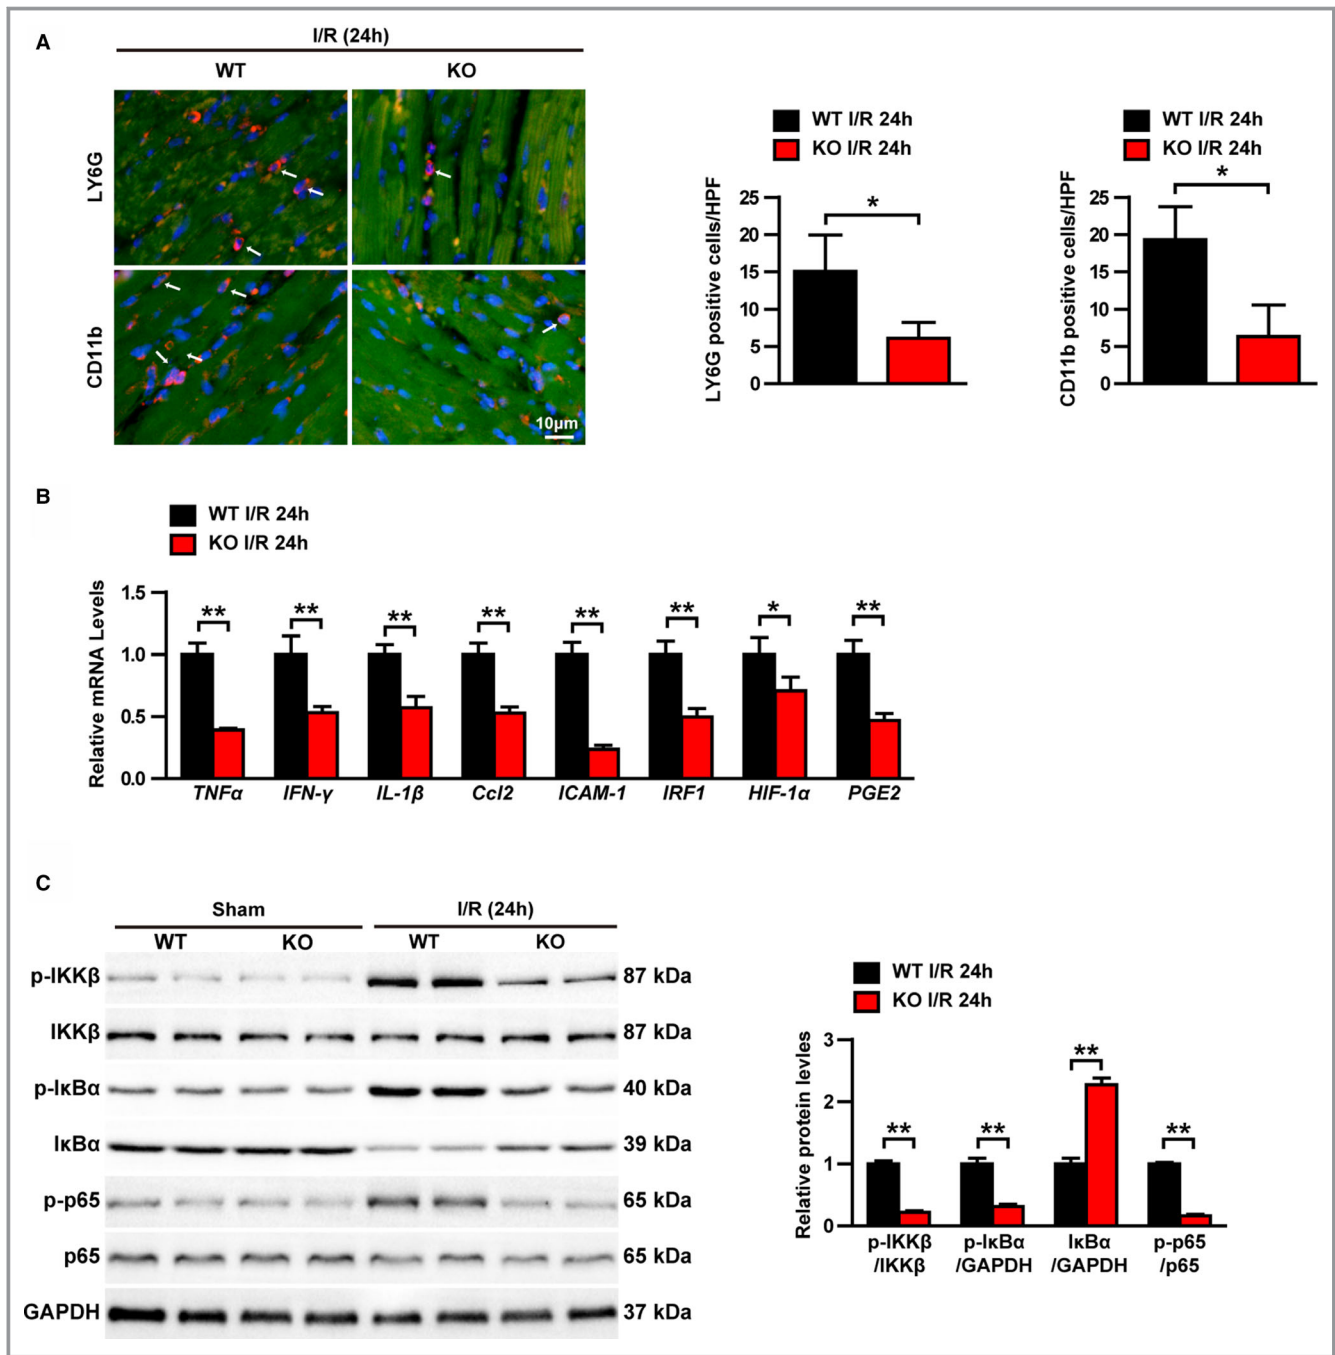 A
I/R (24h)
WT KO
LY6G
CD11b
10μm
WT I/R 24h
KO I/R 24h
LY6G positive cells/HPF
25
20
15
10
5
0
*
WT I/R 24h
KO I/R 24h
CD11b positive cells/HPF
25
20
15
10
5
0
*
B
WT I/R 24h
KO I/R 24h
Relative mRNA Levels
1.5
1.0
0.5
0.0
** ** ** ** ** ** * **
TNFα IFN-γ IL-1β Ccl2 ICAM-1 IRF1 HIF-1α PGE2
C
Sham I/R (24h)
WT KO WT KO
p-IKKβ 87 kDa
IKKβ 87 kDa
p-IκBα 40 kDa
IκBα 39 kDa
p-p65 65 kDa
p65 65 kDa
GAPDH 37 kDa
WT I/R 24h
KO I/R 24h
Relative protein levles
3
2
1
0
** ** ** **
p-IKKβ p-IκBα IκBα p-p65
/IKKβ /GAPDH /GAPDH /p65